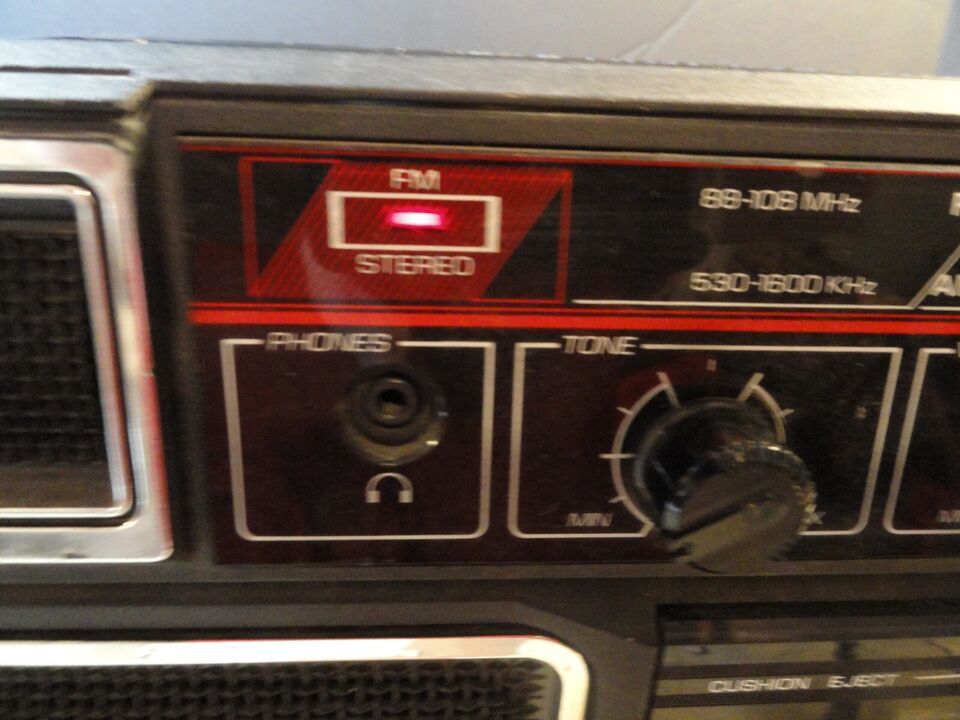 FM
88-108 MHz
STEREO
530-1600 KHz
PHONES
TONE
MIN
CUSHION EJECT